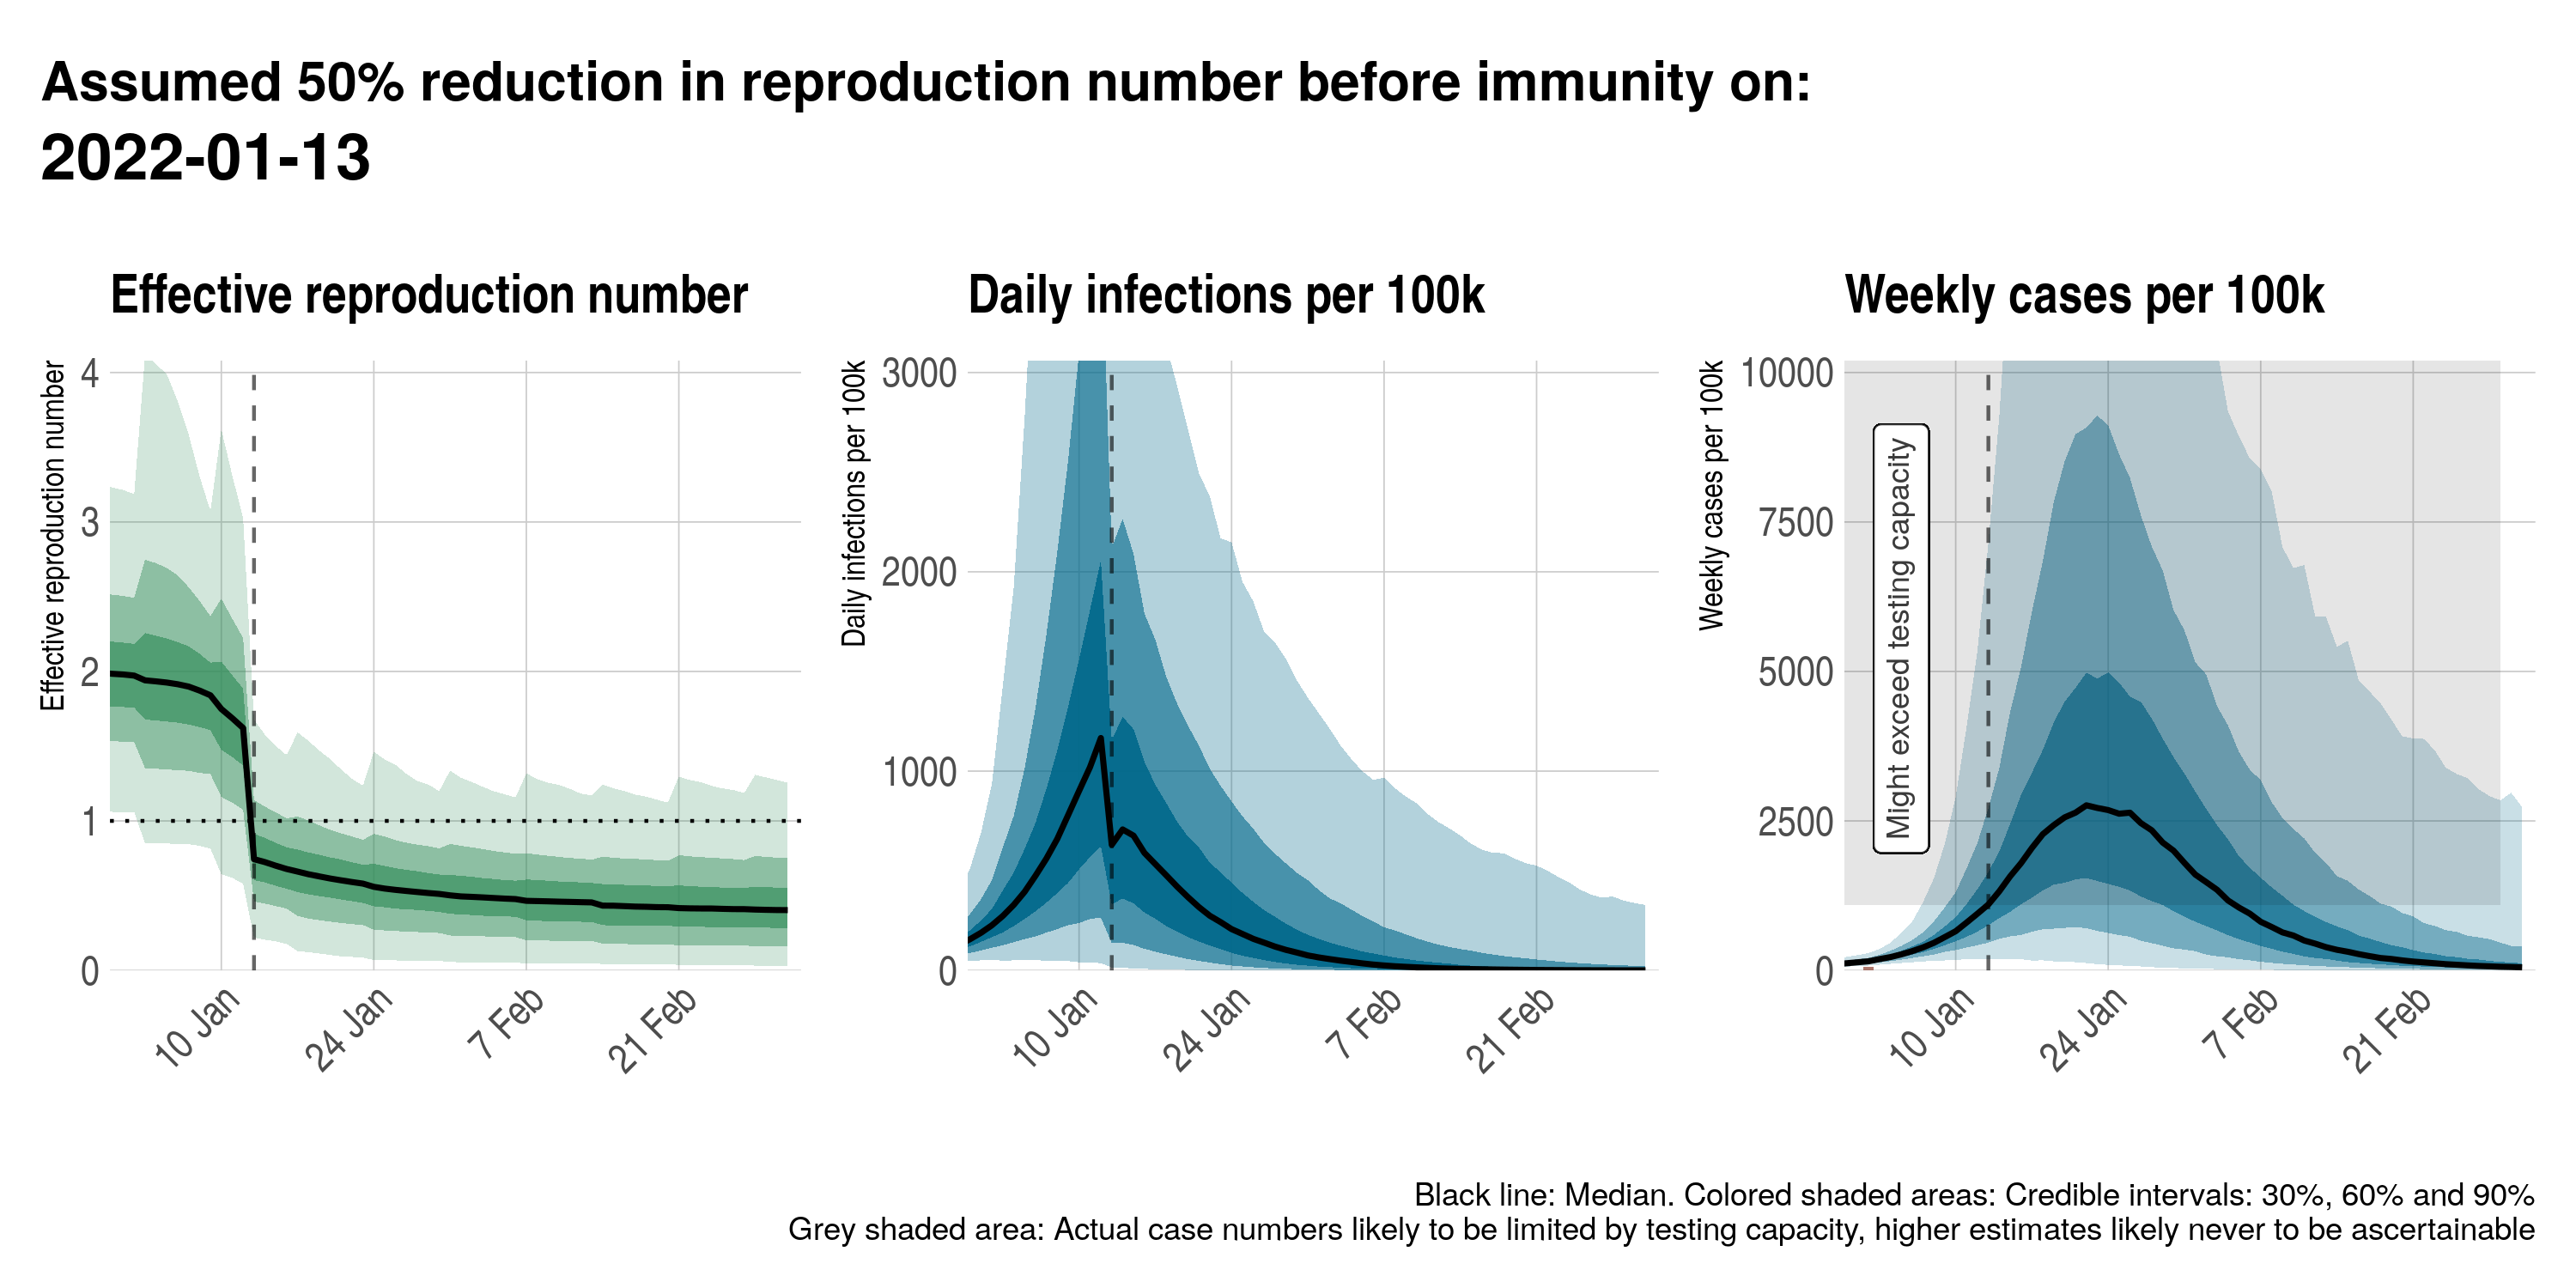 Assumed 50% reduction in reproduction number before immunity on:
2022-01-13
Effective reproduction number
Effective reproduction number
4
3
2
1
0
10 Jan
24 Jan
7 Feb
21 Feb
Daily infections per 100k
Daily infections per 100k
3000
2000
1000
0
10 Jan
24 Jan
7 Feb
21 Feb
Weekly cases per 100k
Weekly cases per 100k
10000
7500
5000
2500
0
Might exceed testing capacity
10 Jan
24 Jan
7 Feb
21 Feb
Black line: Median. Colored shaded areas: Credible intervals: 30%, 60% and 90%
Grey shaded area: Actual case numbers likely to be limited by testing capacity, higher estimates likely never to be ascertainable